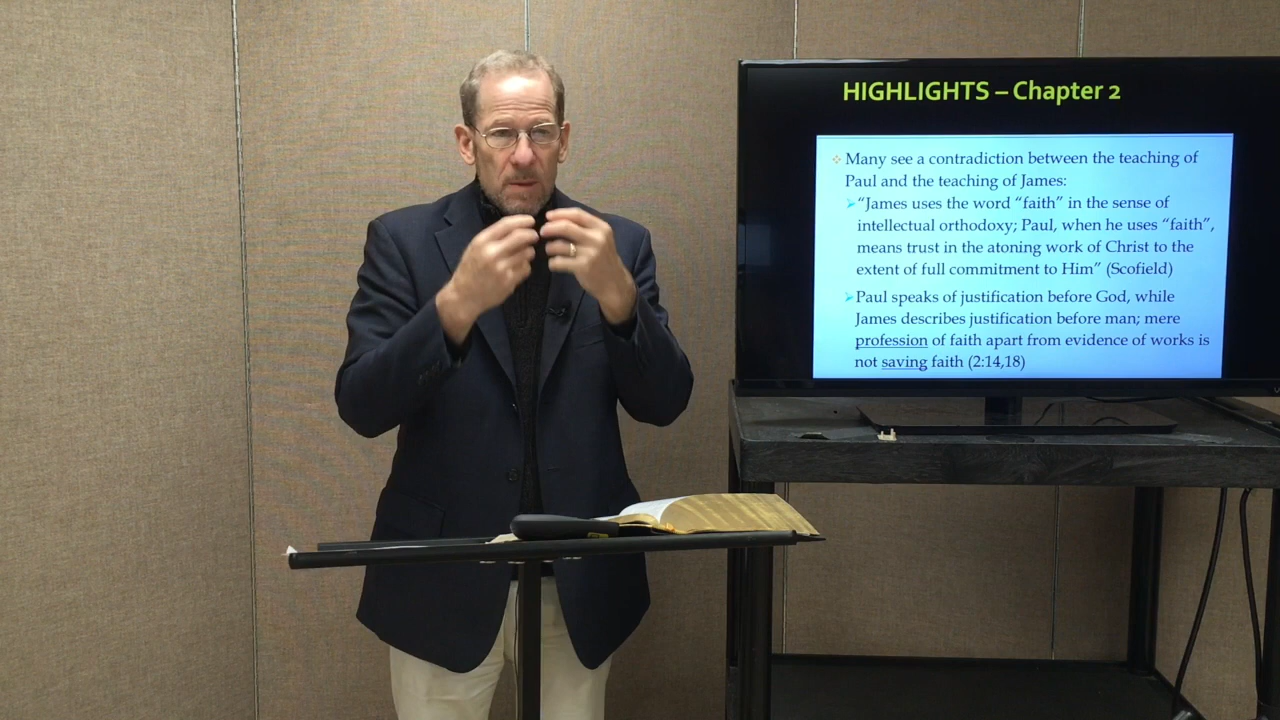 HIGHLIGHTS – Chapter 2
Many see a contradiction between the teaching of
Paul and the teaching of James:
“James uses the word “faith” in the sense of
intellectual orthodoxy; Paul, when he uses “faith”,
means trust in the atoning work of Christ to the
extent of full commitment to Him” (Scofield)
Paul speaks of justification before God, while
James describes justification before man; mere
profession of faith apart from evidence of works is
not saving faith (2:14,18)